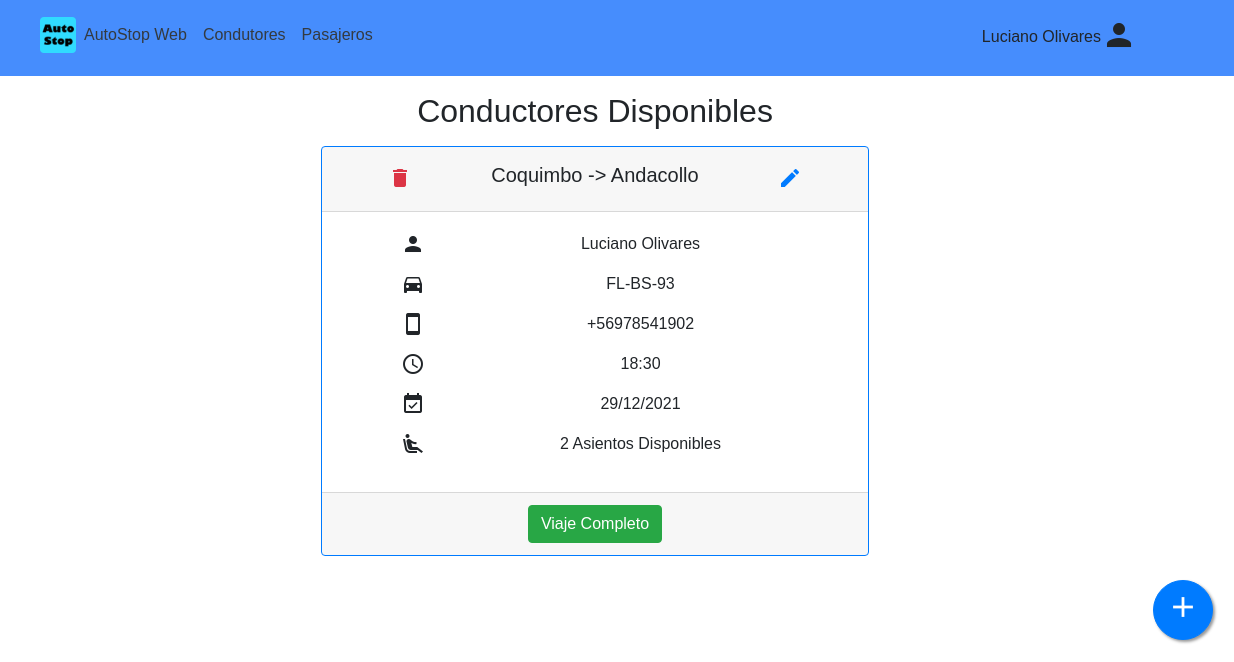 Auto
Stop
AutoStop Web Condutores Pasajeros
Luciano Olivares
Conductores Disponibles
Coquimbo -> Andacollo
Luciano Olivares
FL-BS-93
+56978541902
18:30
29/12/2021
2 Asientos Disponibles
Viaje Completo